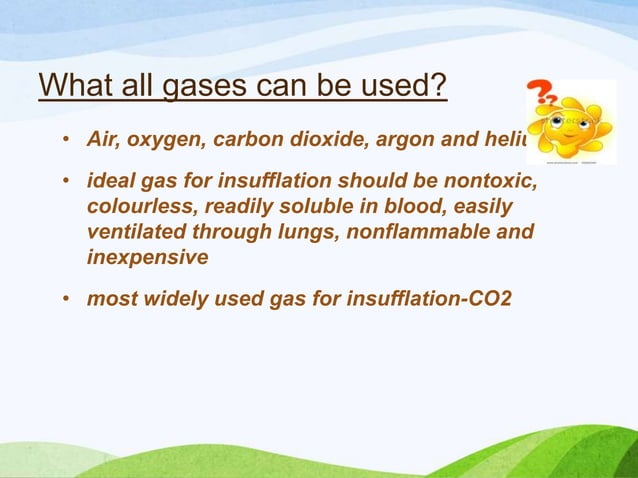 What all gases can be used?
• Air, oxygen, carbon dioxide, argon and heliu
• ideal gas for insufflation should be nontoxic,
colourless, readily soluble in blood, easily
ventilated through lungs, nonflammable and
inexpensive
• most widely used gas for insufflation-CO2